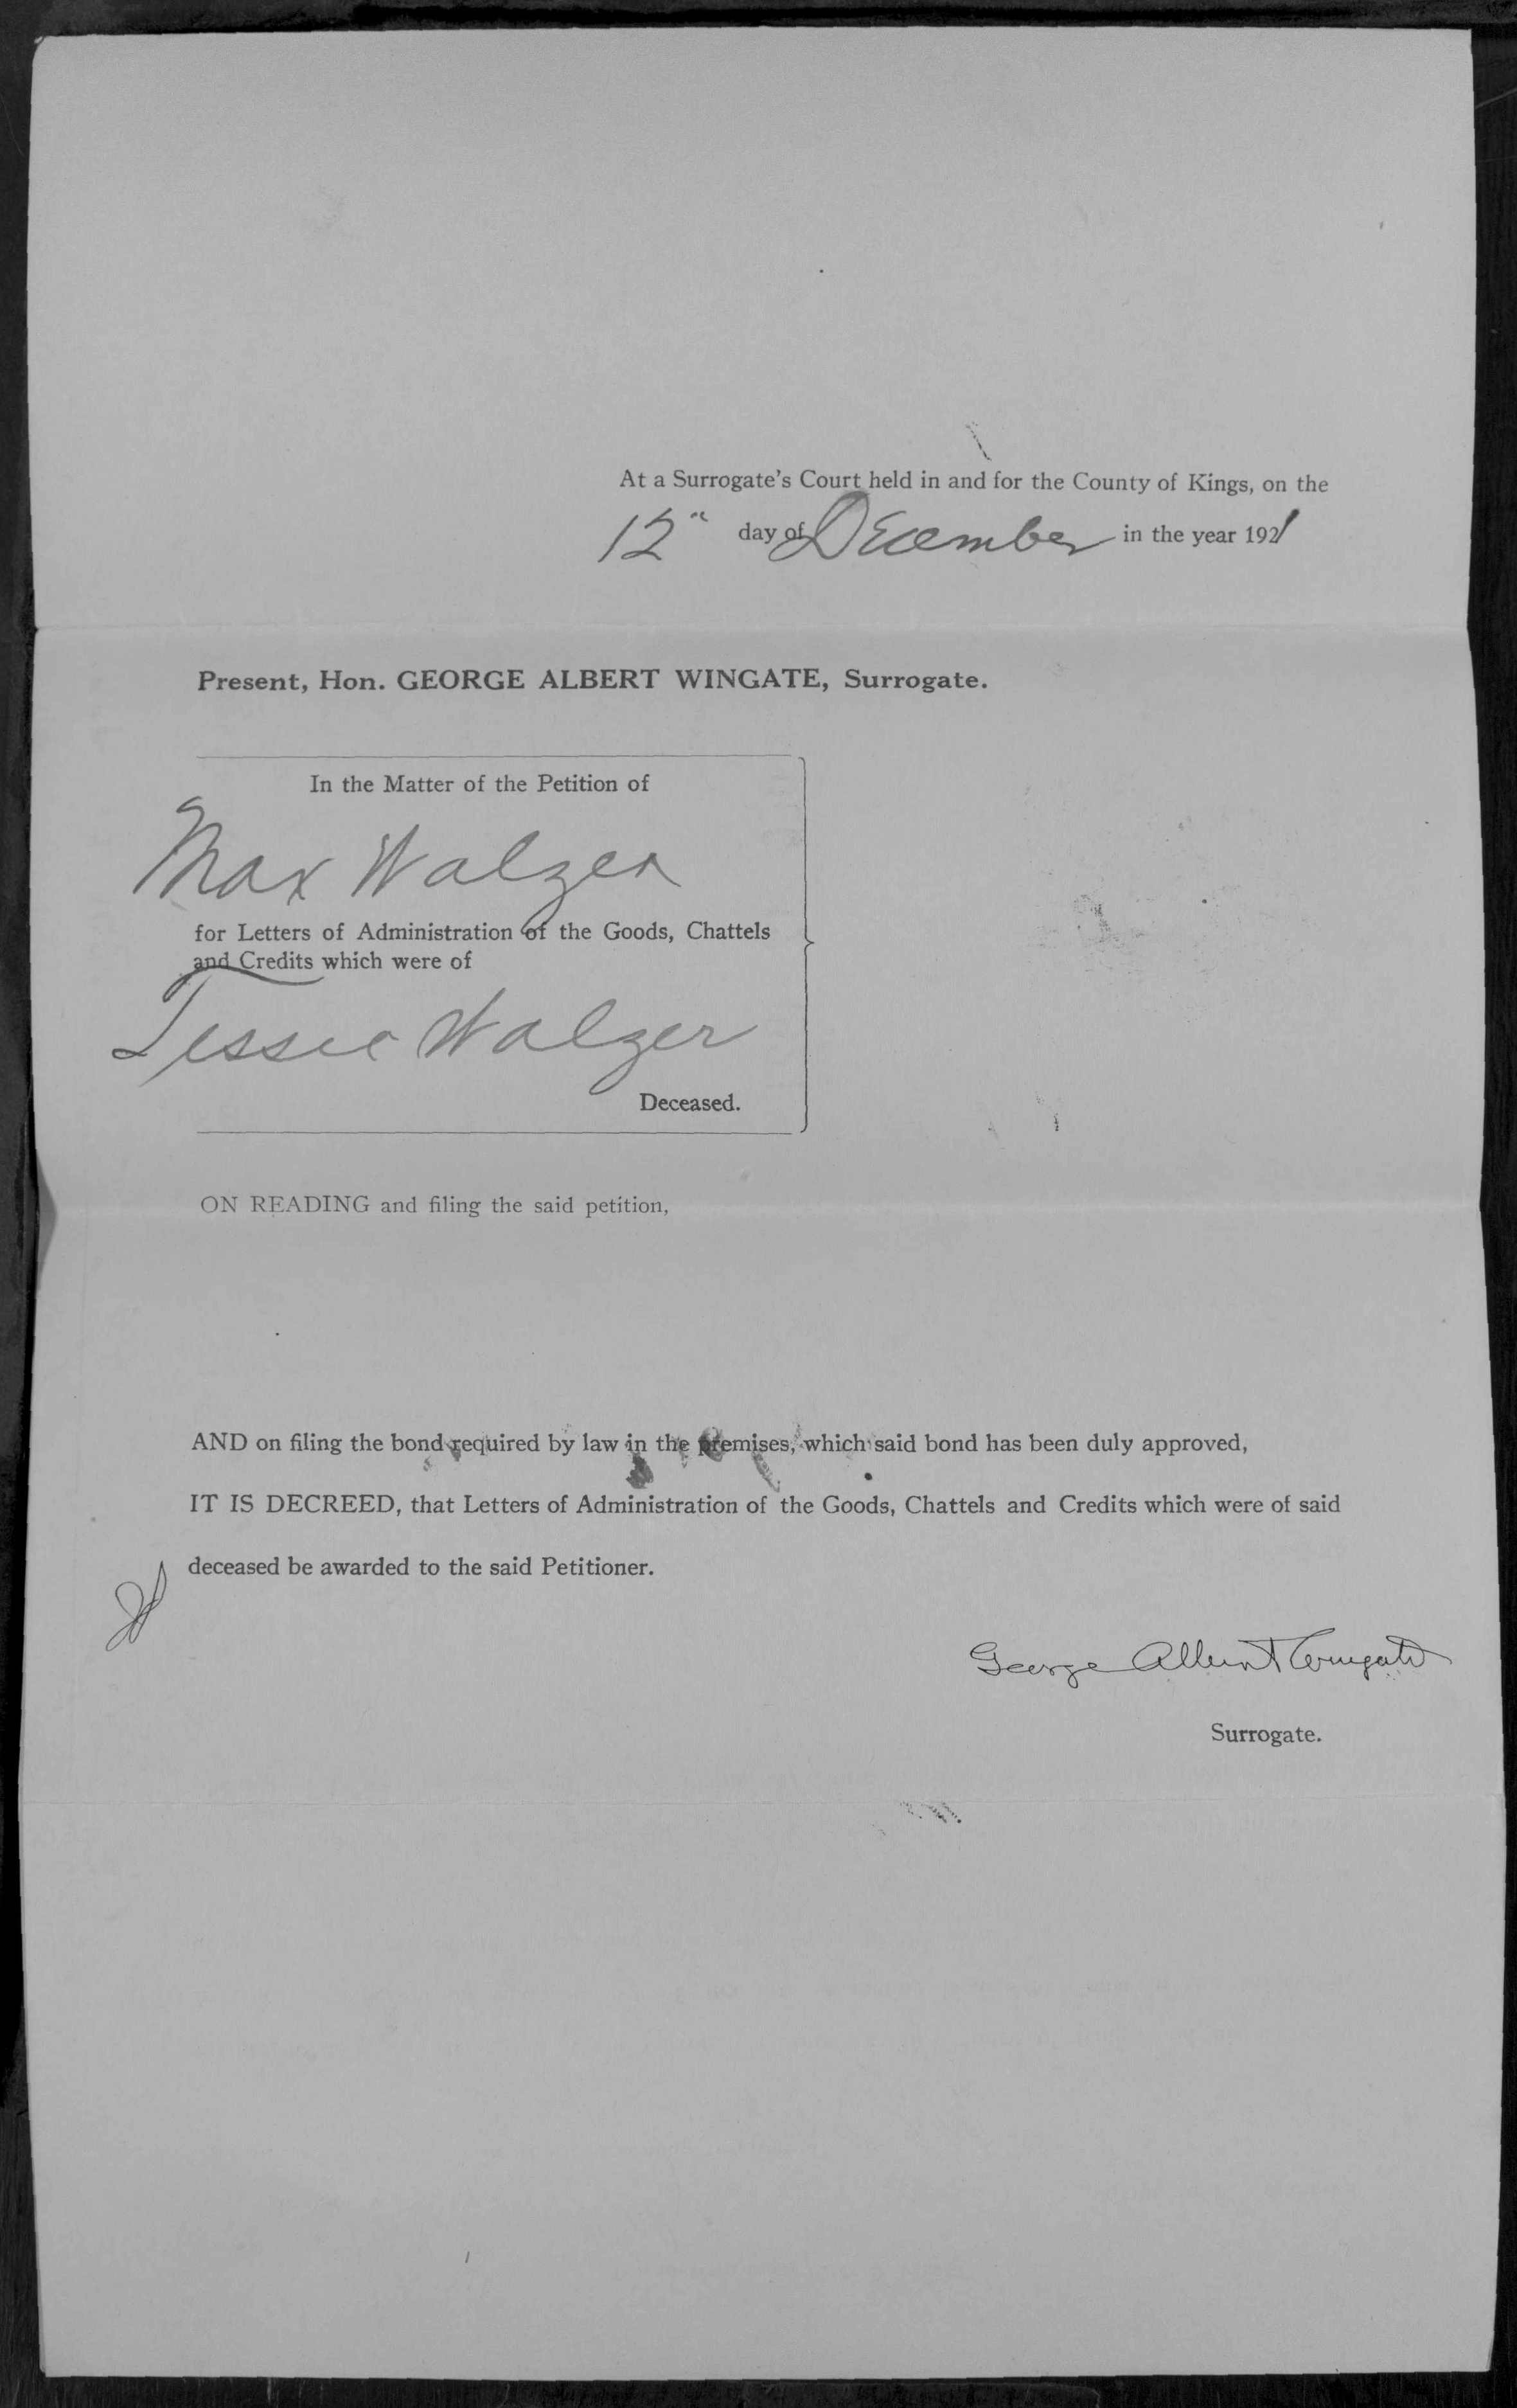 At a Surrogate's Court held in and for the County of Kings, on the
12" day of December in the year 1921
Present, Hon. GEORGE ALBERT WINGATE, Surrogate.
In the Matter of the Petition of
Max Walzer
for Letters of Administration of the Goods, Chattels
and Credits which were of
Tessie Walzer
Deceased.
ON READING and filing the said petition,
AND on filing the bond required by law in the premises, which said bond has been duly approved,
IT IS DECREED, that Letters of Administration of the Goods, Chattels and Credits which were of said
deceased be awarded to the said Petitioner.
George Albert Wingate
Surrogate.